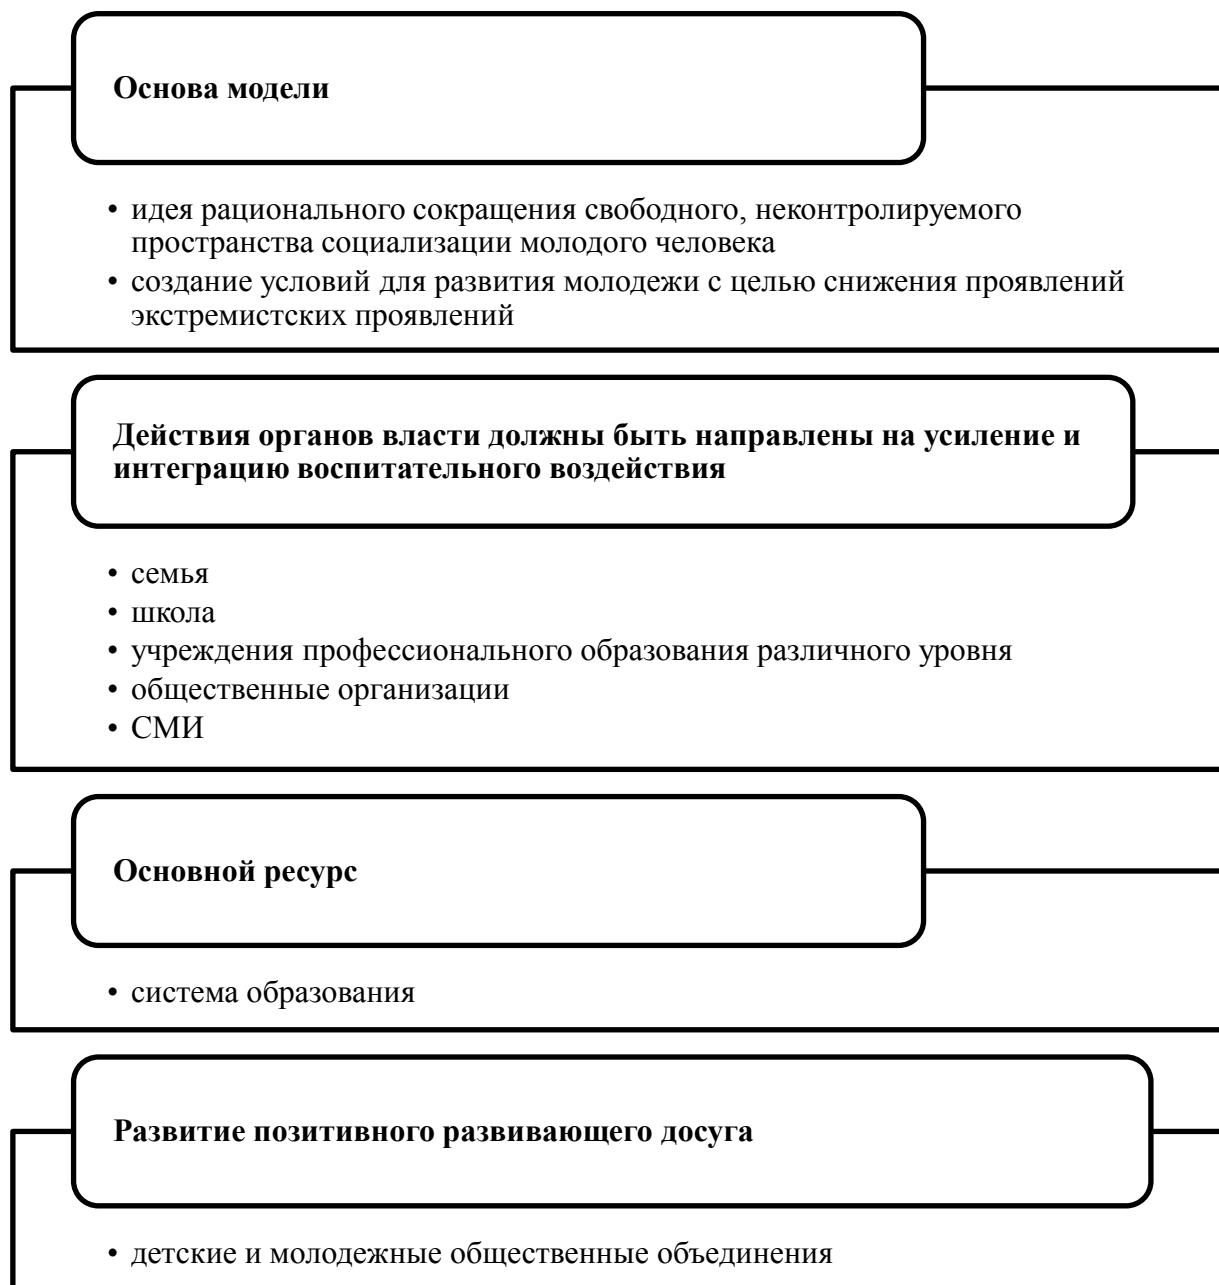 Основа модели
• идея рационального сокращения свободного, неконтролируемого
пространства социализации молодого человека
• создание условий для развития молодежи с целью снижения проявлений
экстремистских проявлений
Действия органов власти должны быть направлены на усиление и
интеграцию воспитательного воздействия
• семья
• школа
• учреждения профессионального образования различного уровня
• общественные организации
• СМИ
Основной ресурс
• система образования
Развитие позитивного развивающего досуга
• детские и молодежные общественные объединения